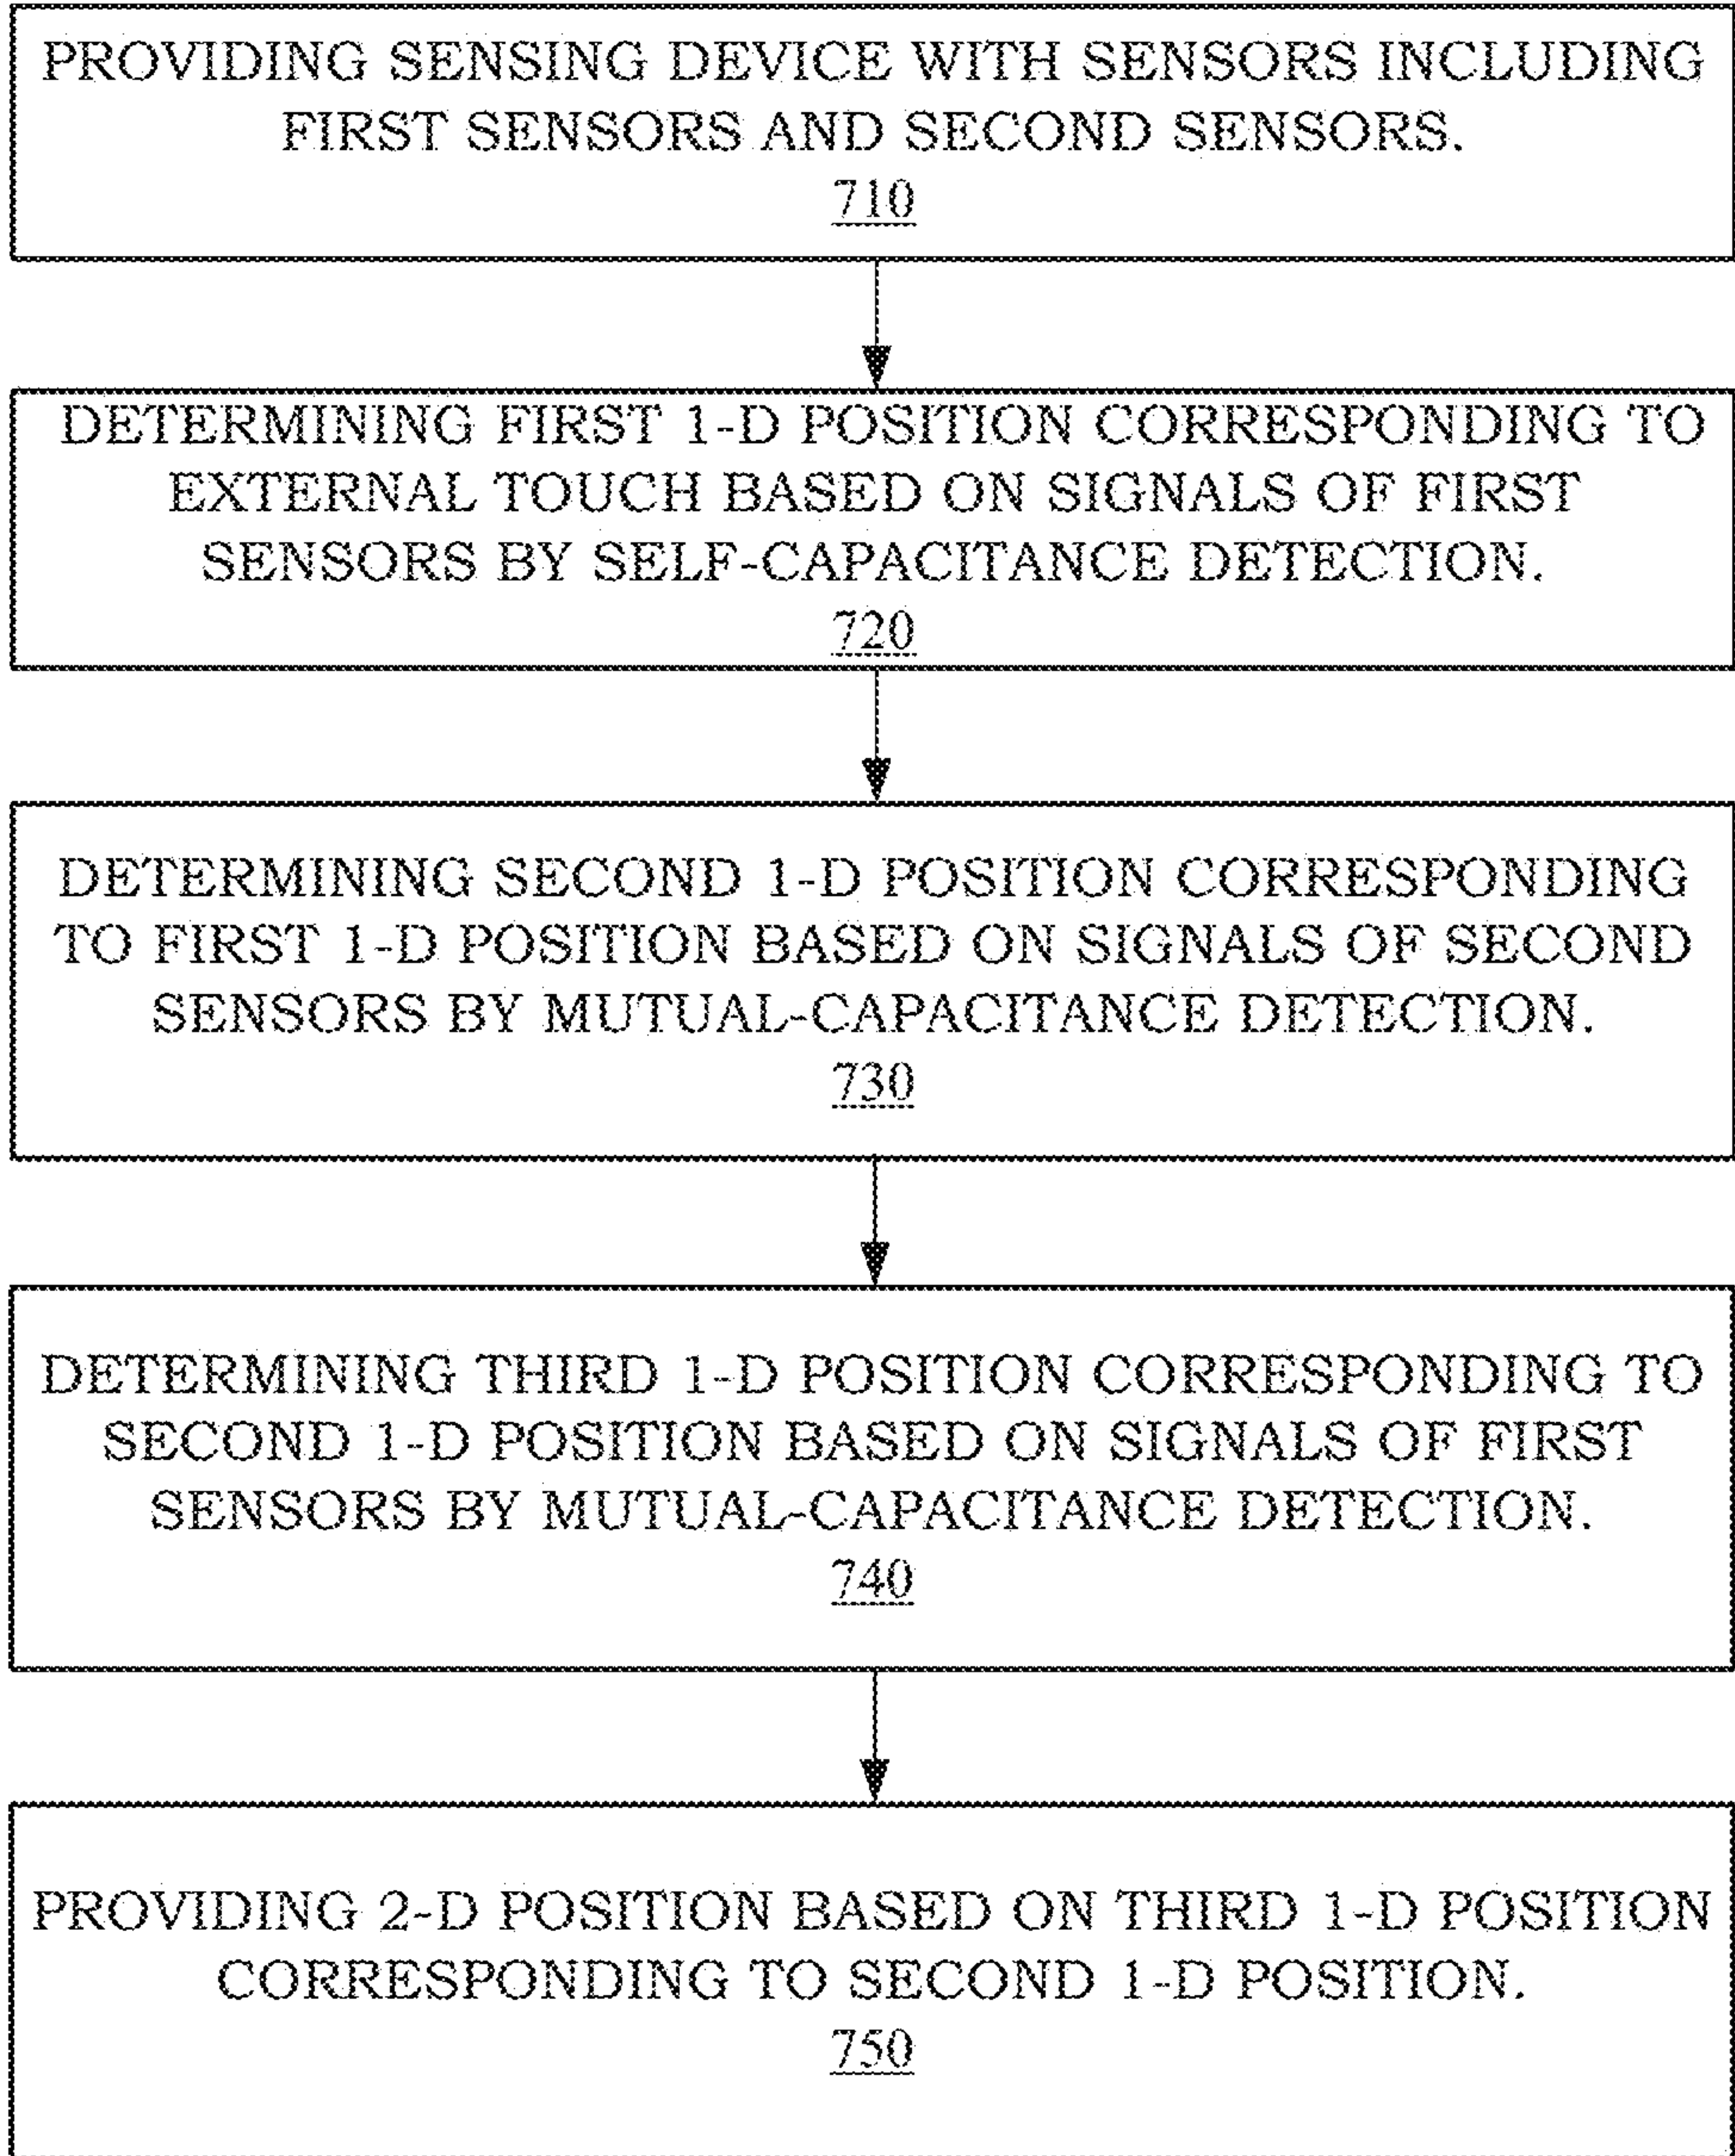 PROVIDING SENSING DEVICE WITH SENSORS INCLUDING
FIRST SENSORS AND SECOND SENSORS.
710
DETERMINING FIRST 1-D POSITION CORRESPONDING TO
EXTERNAL TOUCH BASED ON SIGNALS OF FIRST
SENSORS BY SELF-CAPACITANCE DETECTION.
720
DETERMINING SECOND 1-D POSITION CORRESPONDING
TO FIRST 1-D POSITION BASED ON SIGNALS OF SECOND
SENSORS BY MUTUAL-CAPACITANCE DETECTION.
730
DETERMINING THIRD 1-D POSITION CORRESPONDING TO
SECOND 1-D POSITION BASED ON SIGNALS OF FIRST
SENSORS BY MUTUAL-CAPACITANCE DETECTION.
740
PROVIDING 2-D POSITION BASED ON THIRD 1-D POSITION
CORRESPONDING TO SECOND 1-D POSITION.
750